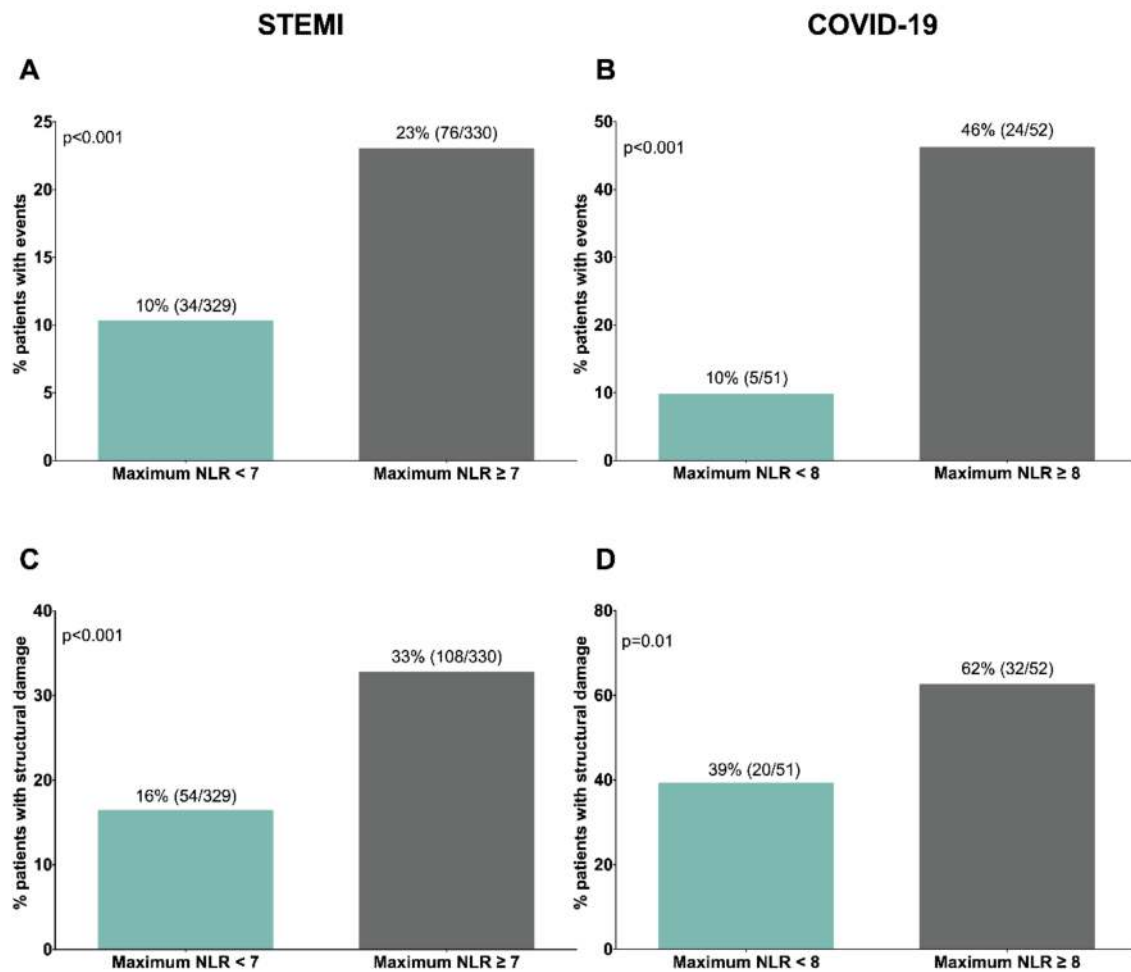 STEMI
COVID-19
A
25
20
15
10
5
0
% patients with events
p<0.001
10% (34/329)
23% (76/330)
Maximum NLR < 7
Maximum NLR ≥ 7
B
50
40
30
20
10
0
% patients with events
p<0.001
10% (5/51)
46% (24/52)
Maximum NLR < 8
Maximum NLR ≥ 8
C
40
30
20
10
0
% patients with structural damage
p<0.001
16% (54/329)
33% (108/330)
Maximum NLR < 7
Maximum NLR ≥ 7
D
80
60
40
20
0
% patients with structural damage
p=0.01
39% (20/51)
62% (32/52)
Maximum NLR < 8
Maximum NLR ≥ 8